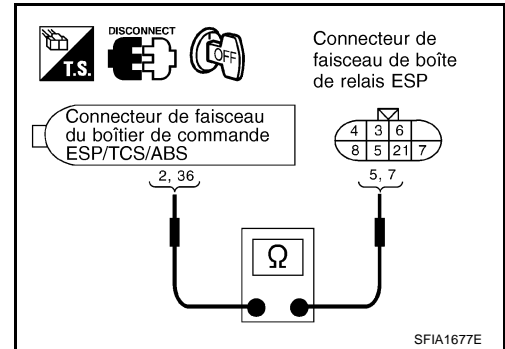 T.S.
DISCONNECT
OFF
Connecteur de
faisceau de boîte
de relais ESP
Connecteur de faisceau
du boîtier de commande
ESP/TCS/ABS
4 3 6
8 5 21 7
2, 36
5, 7
Ω
SFIA1677E